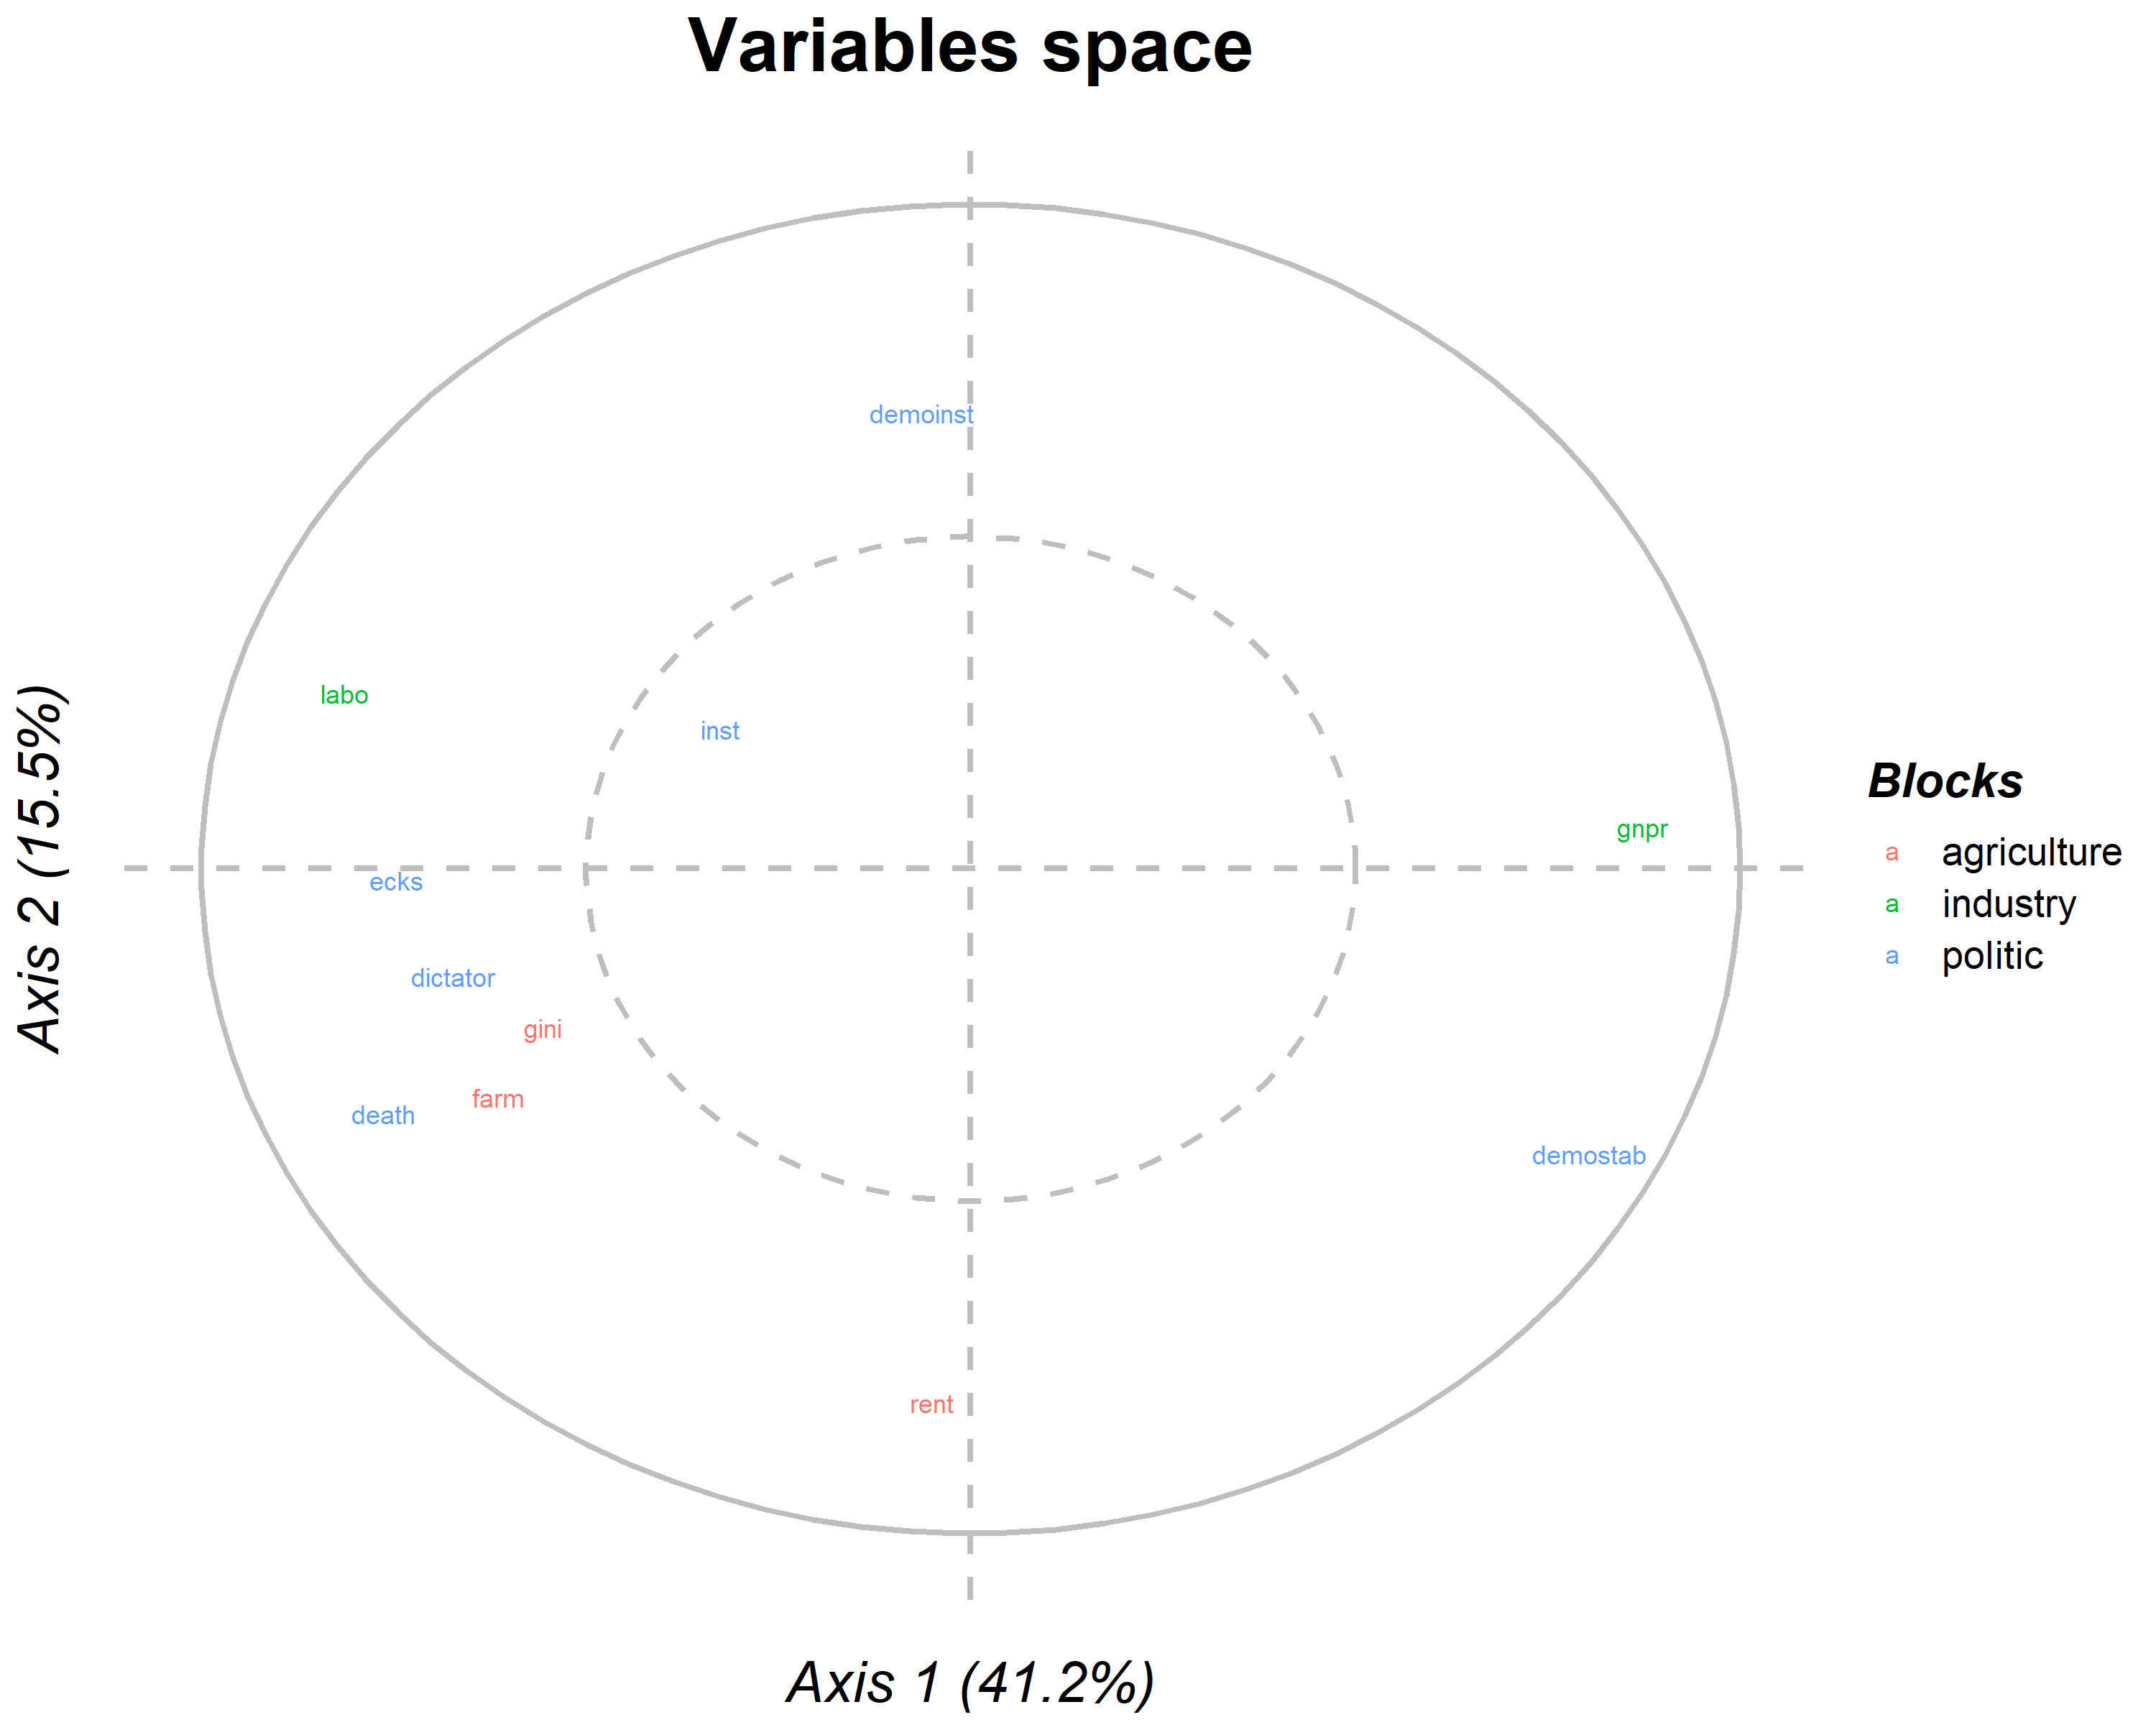 Variables space
demoinst
labo
inst
gnpr
ecks
dictator
gini
farm
death
demostab
rent
Axis 2 (15.5%)
Axis 1 (41.2%)
Blocks
a agriculture
a industry
a politic